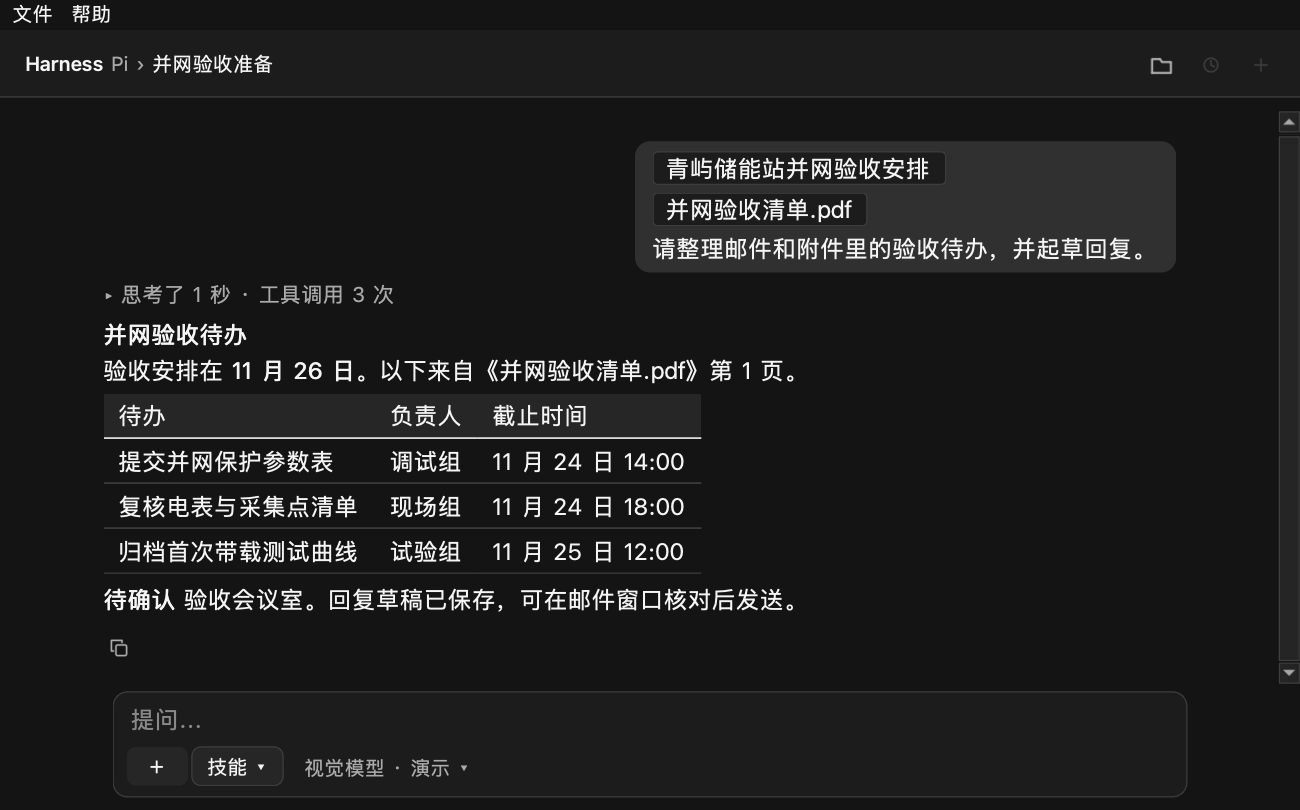 文件 帮助
Harness Pi › 并网验收准备
青屿储能站并网验收安排
并网验收清单.pdf
请整理邮件和附件里的验收待办，并起草回复。
▸ 思考了 1 秒 · 工具调用 3 次
并网验收待办
验收安排在 11 月 26 日。以下来自《并网验收清单.pdf》第 1 页。
待办 负责人 截止时间
提交并网保护参数表 调试组 11 月 24 日 14:00
复核电表与采集点清单 现场组 11 月 24 日 18:00
归档首次带载测试曲线 试验组 11 月 25 日 12:00
待确认 验收会议室。回复草稿已保存，可在邮件窗口核对后发送。
提问...
+ 技能 ▾ 视觉模型 · 演示 ▾